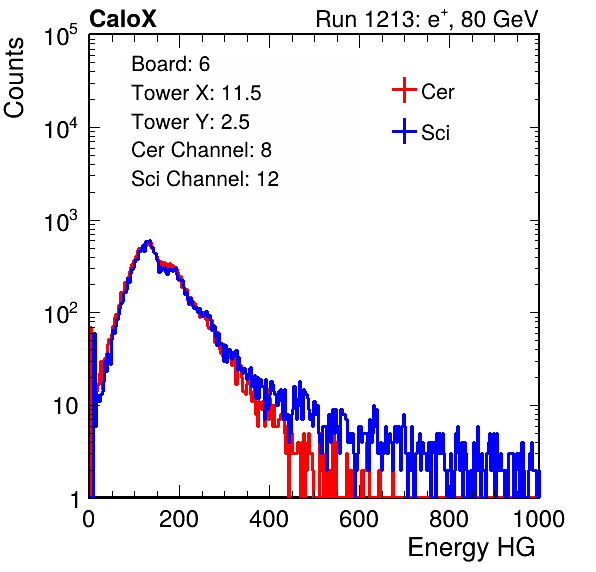 CaloX Run 1213: e⁺, 80 GeV
Counts
10⁵
10⁴
10³
10²
10
1
Board: 6
Tower X: 11.5
Tower Y: 2.5
Cer Channel: 8
Sci Channel: 12
Cer
Sci
0 200 400 600 800 1000
Energy HG